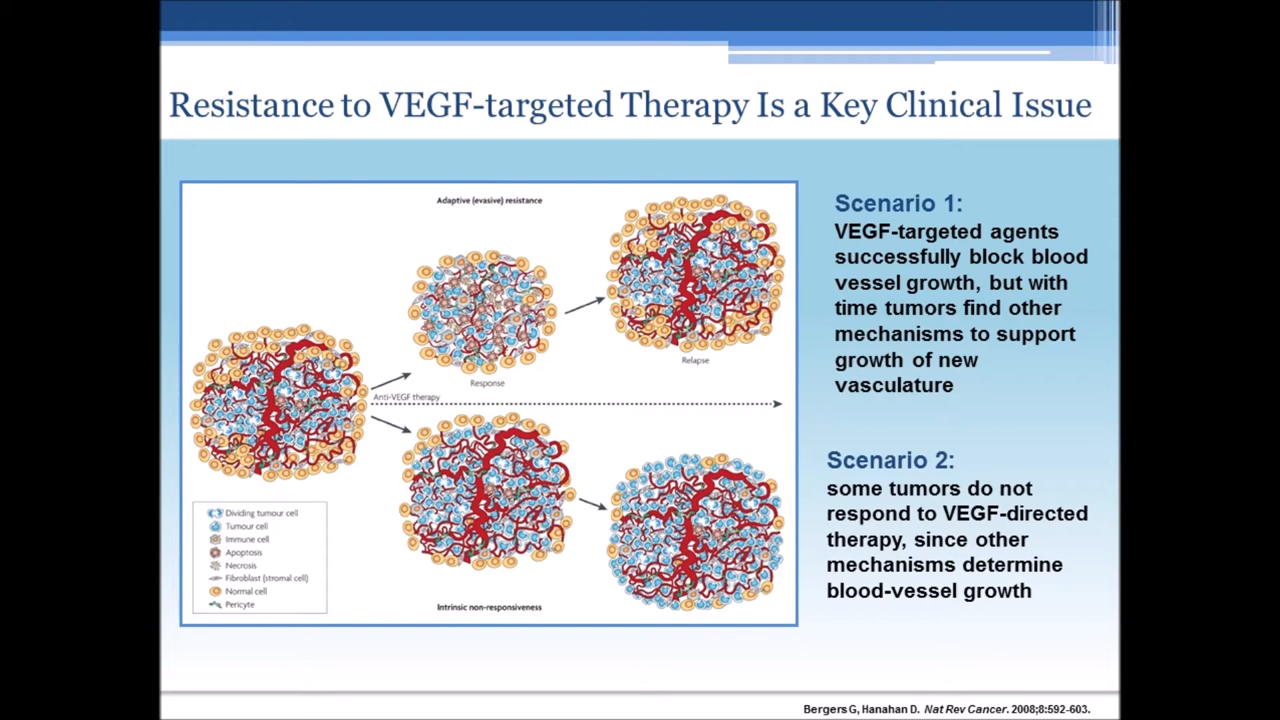 Resistance to VEGF-targeted Therapy Is a Key Clinical Issue
Adaptive (evasive) resistance
Response
Relapse
Anti-VEGF therapy
Dividing tumour cell
Tumour cell
Immune cell
Apoptosis
Necrosis
Fibroblast (stromal cell)
Normal cell
Pericyte
Intrinsic non-responsiveness
Scenario 1:
VEGF-targeted agents
successfully block blood
vessel growth, but with
time tumors find other
mechanisms to support
growth of new
vasculature
Scenario 2:
some tumors do not
respond to VEGF-directed
therapy, since other
mechanisms determine
blood-vessel growth
Bergers G, Hanahan D. Nat Rev Cancer. 2008;8:592-603.